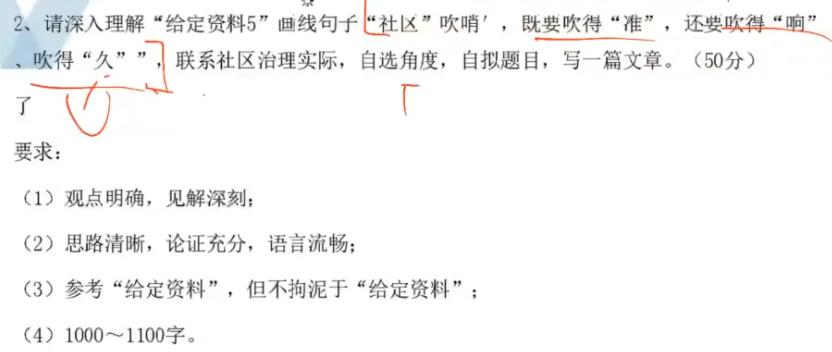 2、请深入理解“给定资料5”画线句子“社区”吹哨′，既要吹得“准”，还要吹得“响”
、吹得“久””，联系社区治理实际，自选角度，自拟题目，写一篇文章。（50分）
了
要求：
（1）观点明确，见解深刻；
（2）思路清晰，论证充分，语言流畅；
（3）参考“给定资料”，但不拘泥于“给定资料”；
（4）1000～1100字。